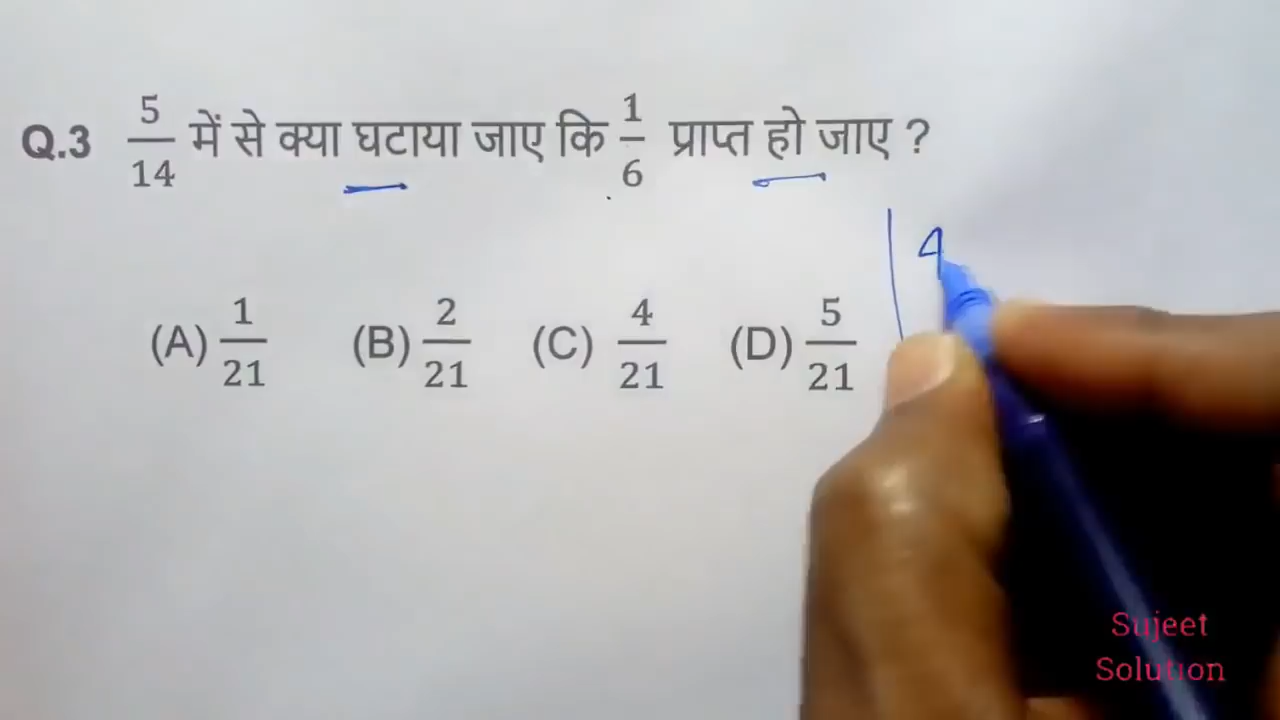 Q.3 5/14 में से क्या घटाया जाए कि 1/6 प्राप्त हो जाए ?
4
(A) 1/21 (B) 2/21 (C) 4/21 (D) 5/21
Sujeet
Solution